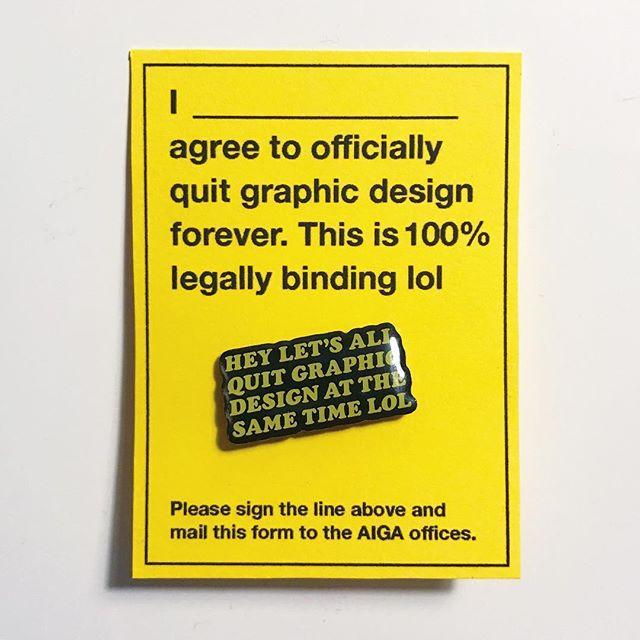 I ____________________
agree to officially
quit graphic design
forever. This is 100%
legally binding lol
HEY LET'S ALL
QUIT GRAPHIC
DESIGN AT THE
SAME TIME LOL
Please sign the line above and
mail this form to the AIGA offices.